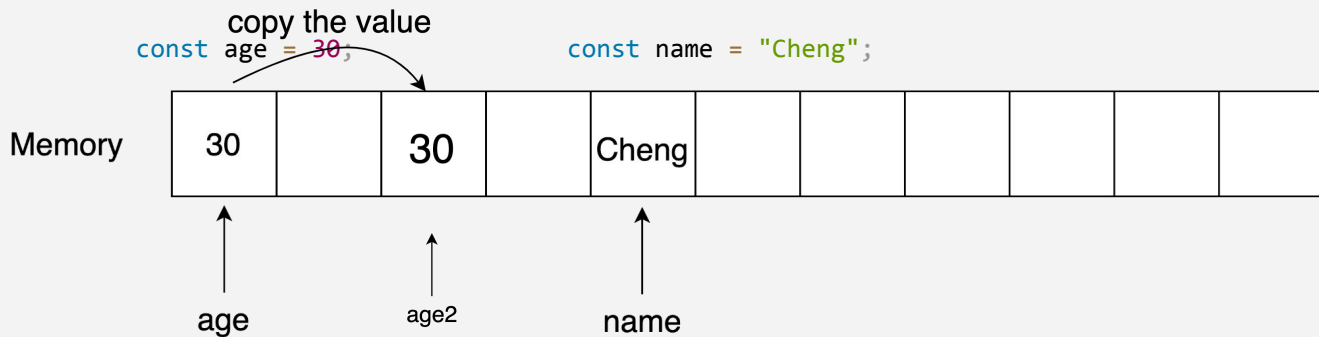 copy the value
const age = 30;
const name = "Cheng";
Memory
30
30
Cheng
age
age2
name